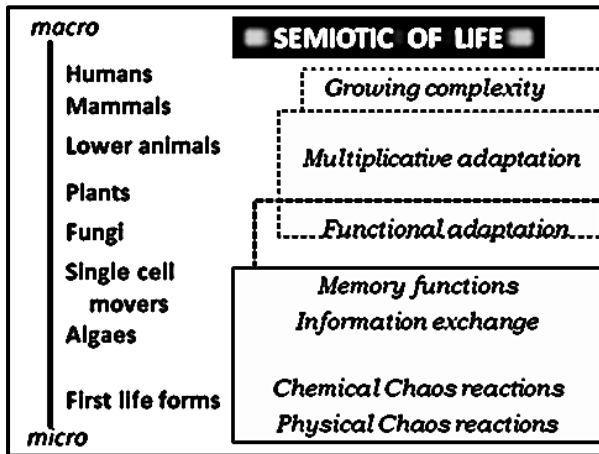 macro
SEMIOTIC OF LIFE
Humans
Growing complexity
Mammals
Lower animals
Multiplicative adaptation
Plants
Fungi
Functional adaptation
Single cell
movers
Memory functions
Information exchange
Algaes
Chemical Chaos reactions
First life forms
Physical Chaos reactions
micro